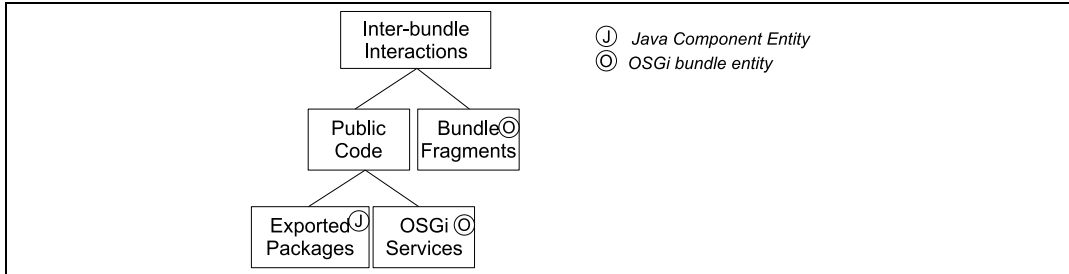 Inter-bundle
Interactions
J Java Component Entity
O OSGi bundle entity
Public
Code
Bundle O
Fragments
Exported J
Packages
OSGi O
Services